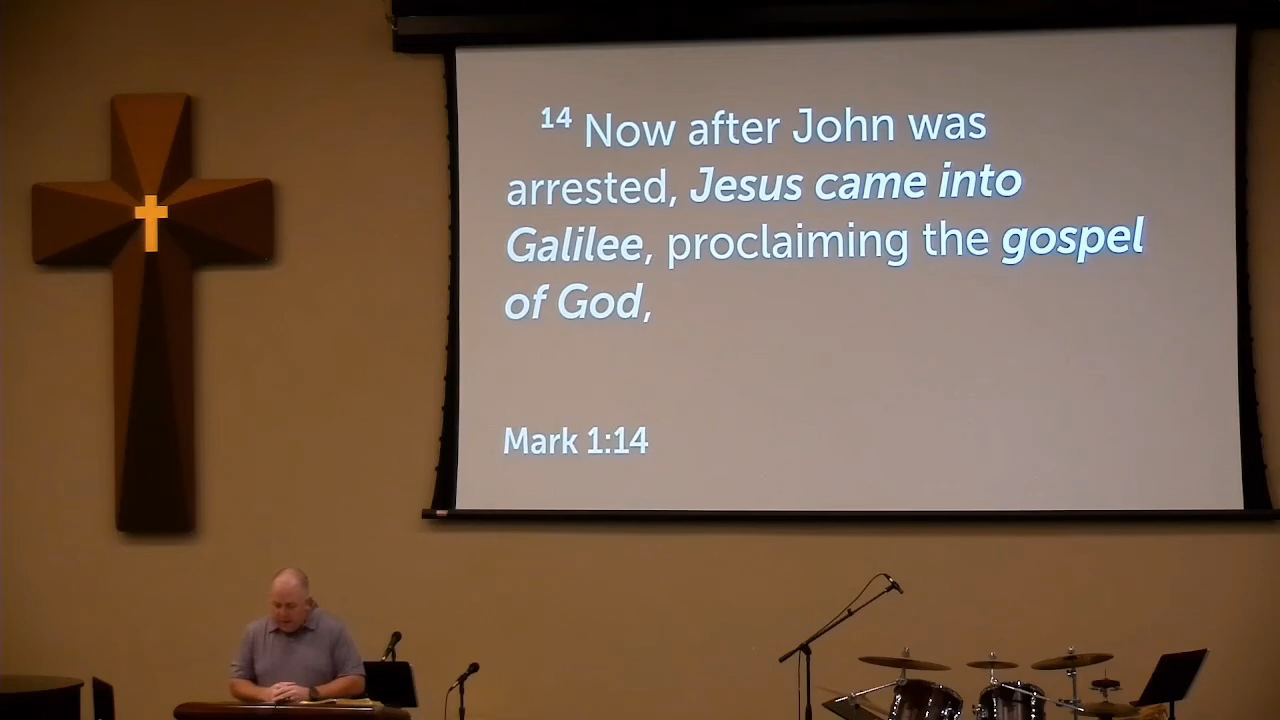 14 Now after John was
arrested, Jesus came into
Galilee, proclaiming the gospel
of God,
Mark 1:14